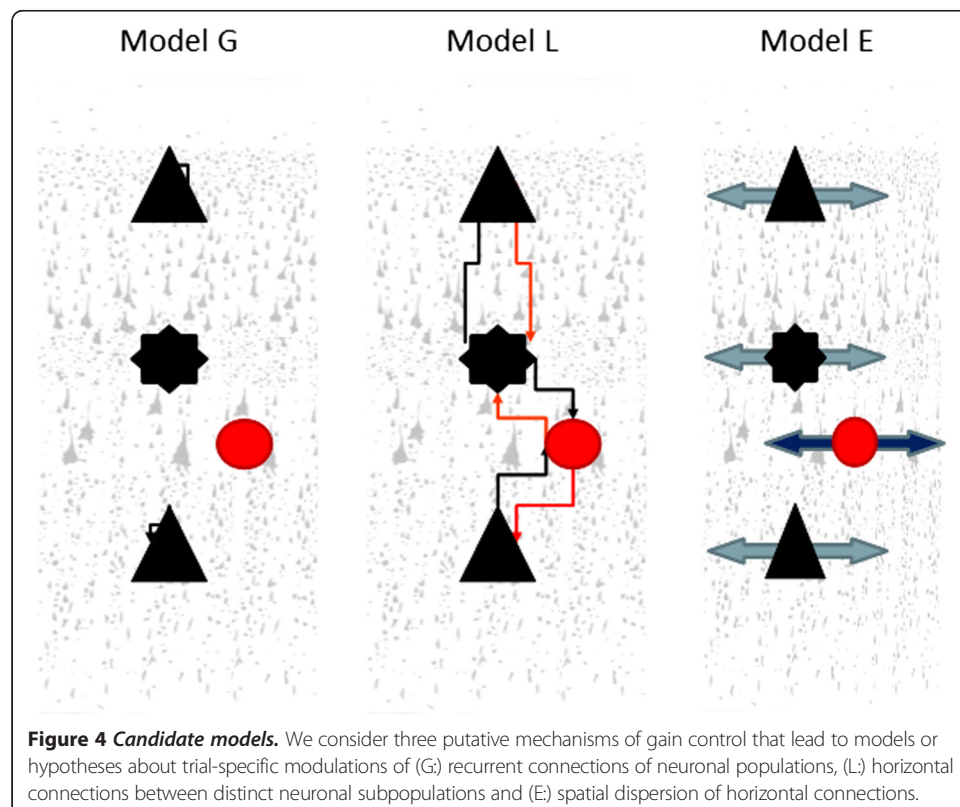 Model G Model L Model E
Figure 4 Candidate models. We consider three putative mechanisms of gain control that lead to models or
hypotheses about trial-specific modulations of (G:) recurrent connections of neuronal populations, (L:) horizontal
connections between distinct neuronal subpopulations and (E:) spatial dispersion of horizontal connections.